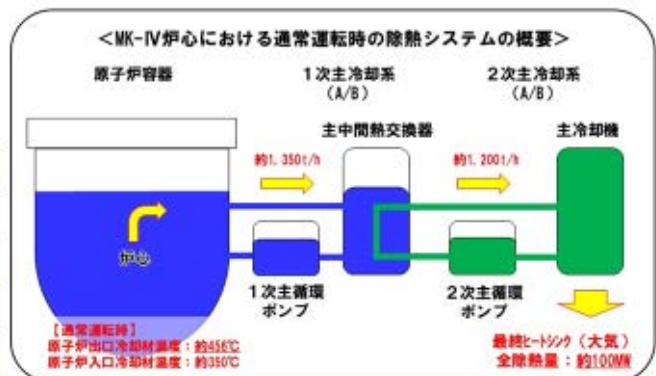 <MK-Ⅳ炉心における通常運転時の除熱システムの概要>
原子炉容器
1次主冷却系
(A/B)
2次主冷却系
(A/B)
主中間熱交換器
主冷却機
約1,350t/h
約1,200t/h
炉心
1次主循環
ポンプ
2次主循環
ポンプ
【通常運転時】
原子炉出口冷却材温度:約456℃
原子炉入口冷却材温度:約350℃
最終ヒートシンク(大気)
全除熱量:約100MW